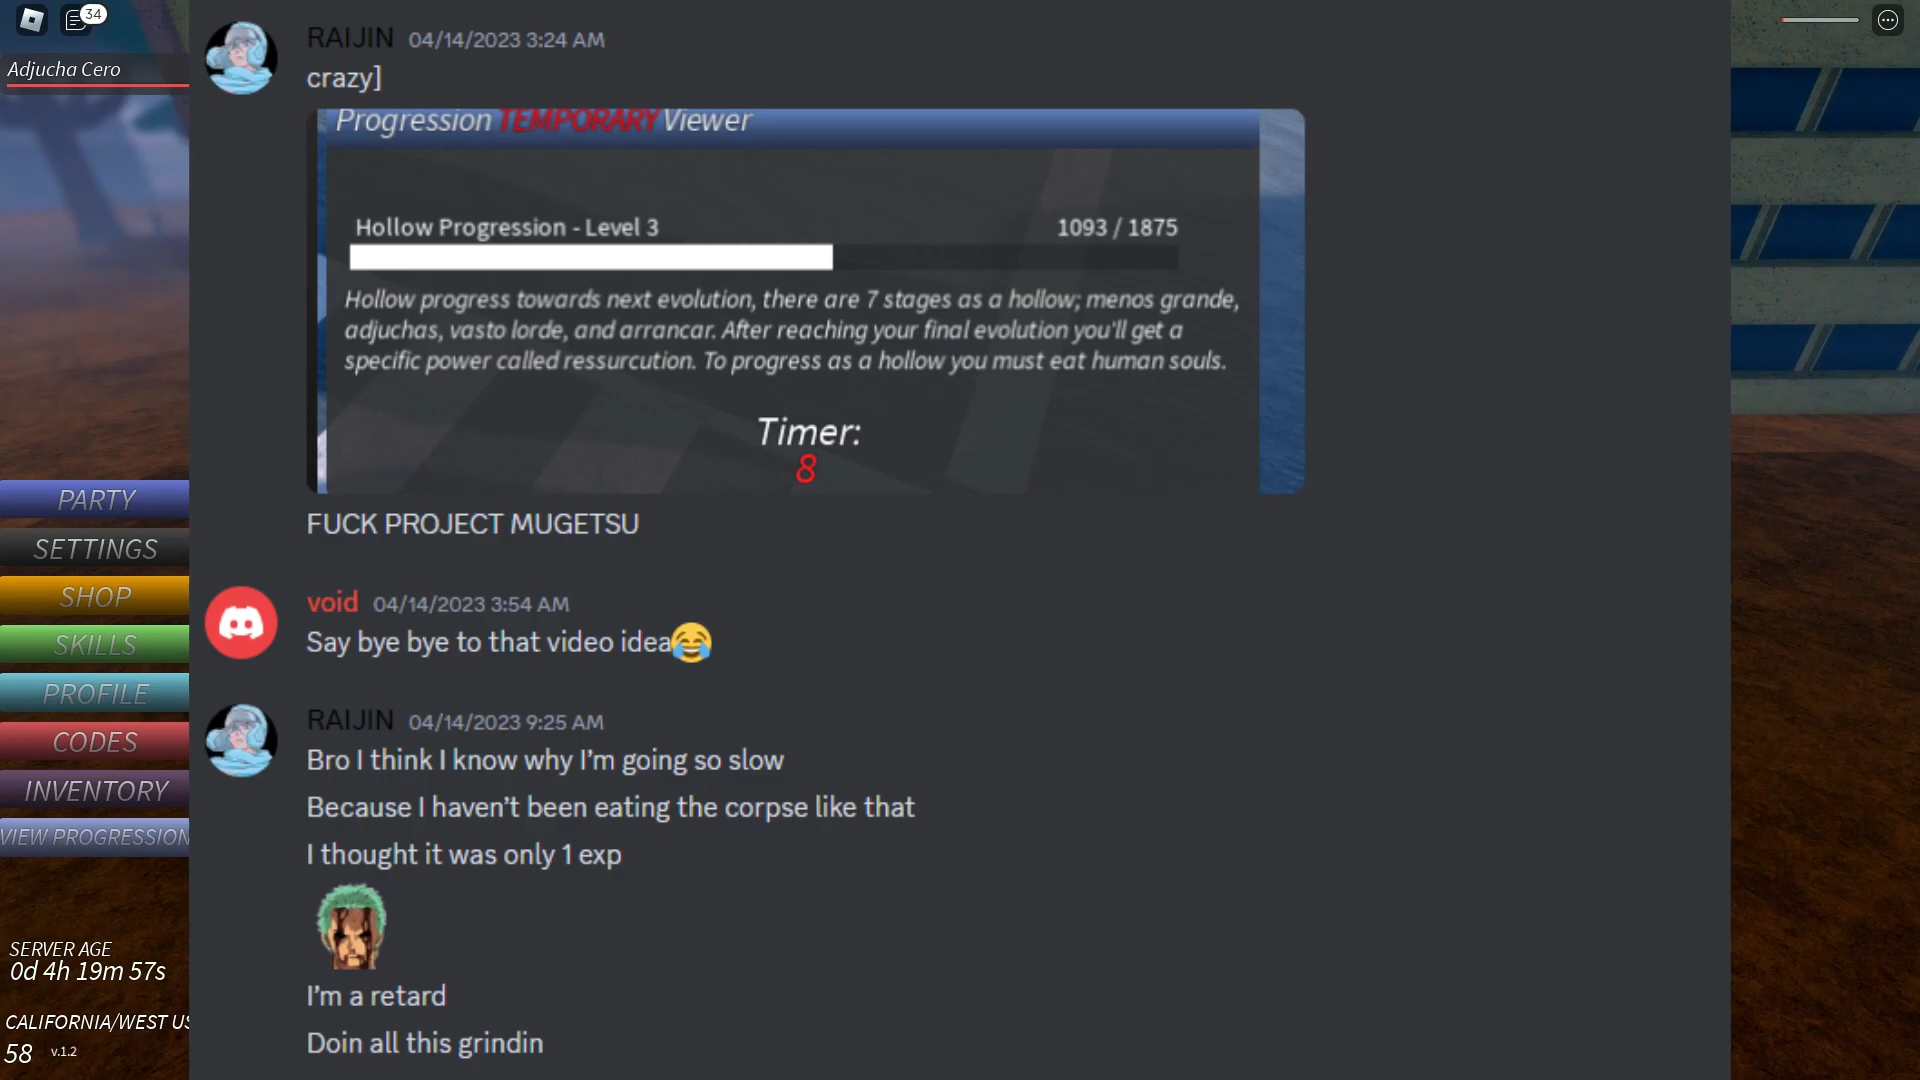 34
Adjucha Cero
RAIJIN 04/14/2023 3:24 AM
crazy]
Progression TEMPORARY Viewer
Hollow Progression - Level 3 1093 / 1875
Hollow progress towards next evolution, there are 7 stages as a hollow; menos grande,
adjuchas, vasto lorde, and arrancar. After reaching your final evolution you'll get a
specific power called ressurcution. To progress as a hollow you must eat human souls.
Timer:
8
FUCK PROJECT MUGETSU
void 04/14/2023 3:54 AM
Say bye bye to that video idea😂
RAIJIN 04/14/2023 9:25 AM
Bro I think I know why I'm going so slow
Because I haven't been eating the corpse like that
I thought it was only 1 exp
I'm a retard
Doin all this grindin
PARTY
SETTINGS
SHOP
SKILLS
PROFILE
CODES
INVENTORY
VIEW PROGRESSION
SERVER AGE
0d 4h 19m 57s
CALIFORNIA/WEST US
58 v.1.2